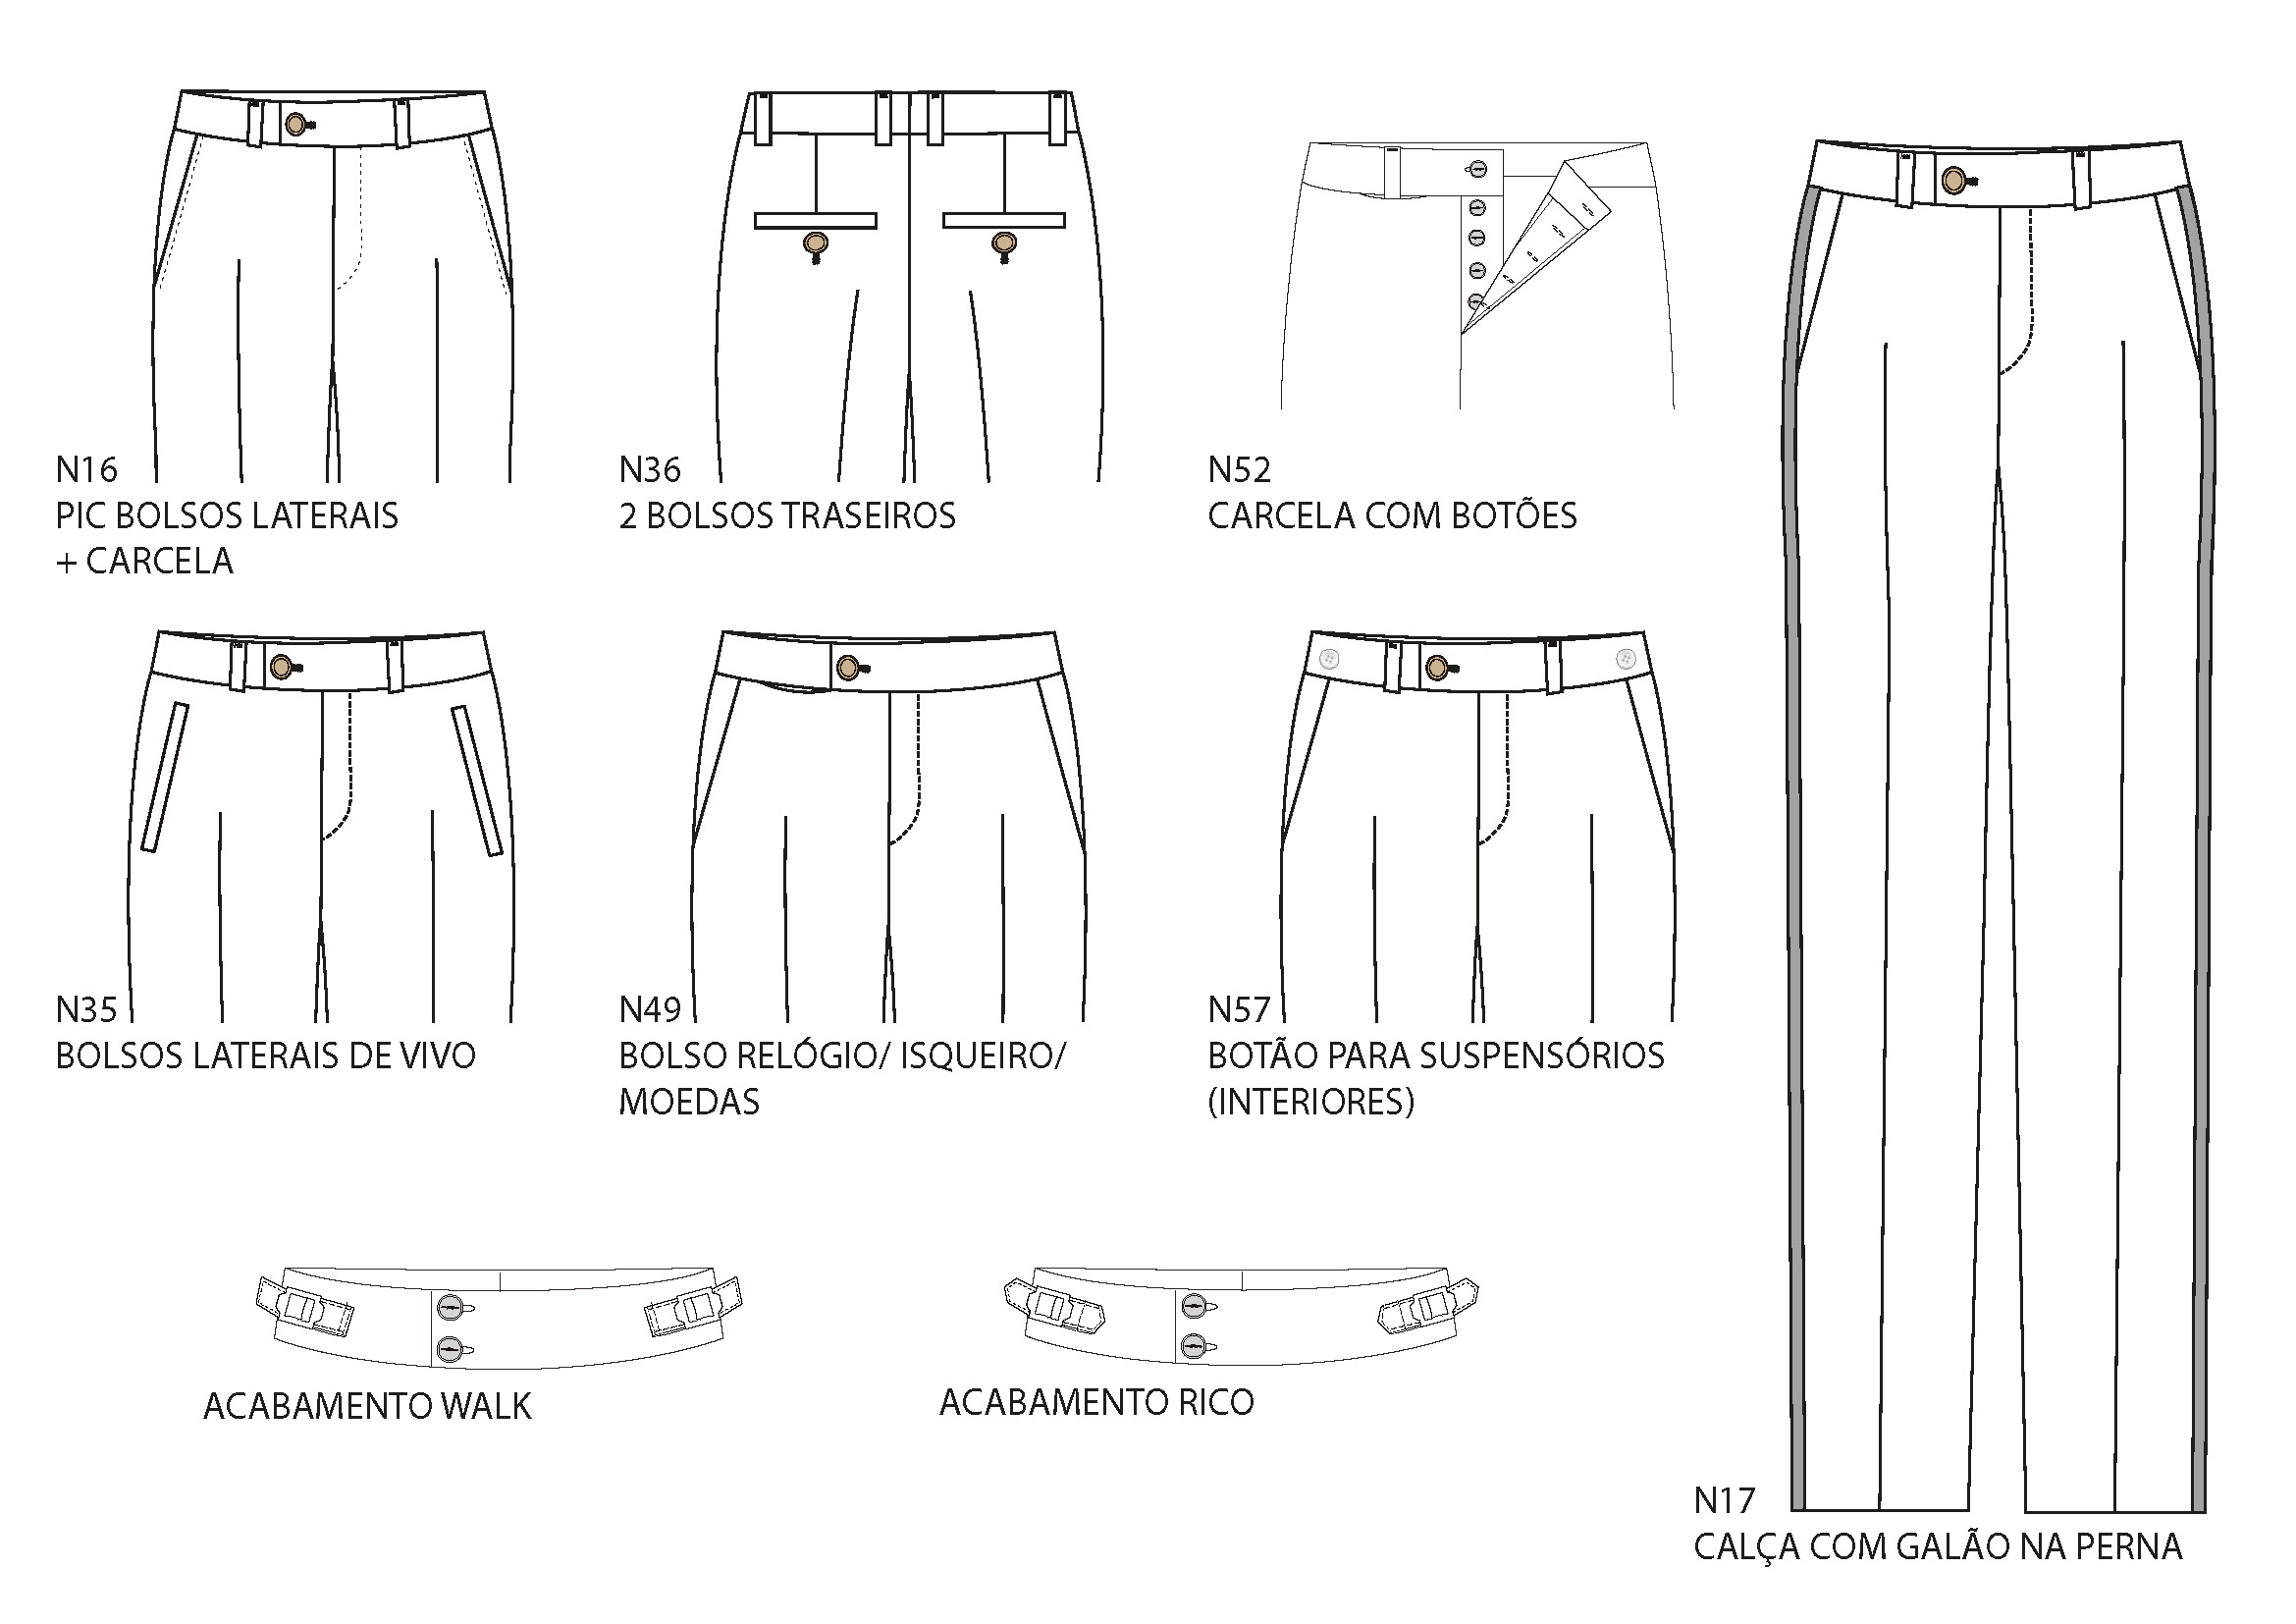 N16
PIC BOLSOS LATERAIS
+ CARCELA
N36
2 BOLSOS TRASEIROS
N52
CARCELA COM BOTÕES
N35
BOLSOS LATERAIS DE VIVO
N49
BOLSO RELÓGIO/ ISQUEIRO/
MOEDAS
N57
BOTÃO PARA SUSPENSÓRIOS
(INTERIORES)
ACABAMENTO WALK
ACABAMENTO RICO
N17
CALÇA COM GALÃO NA PERNA